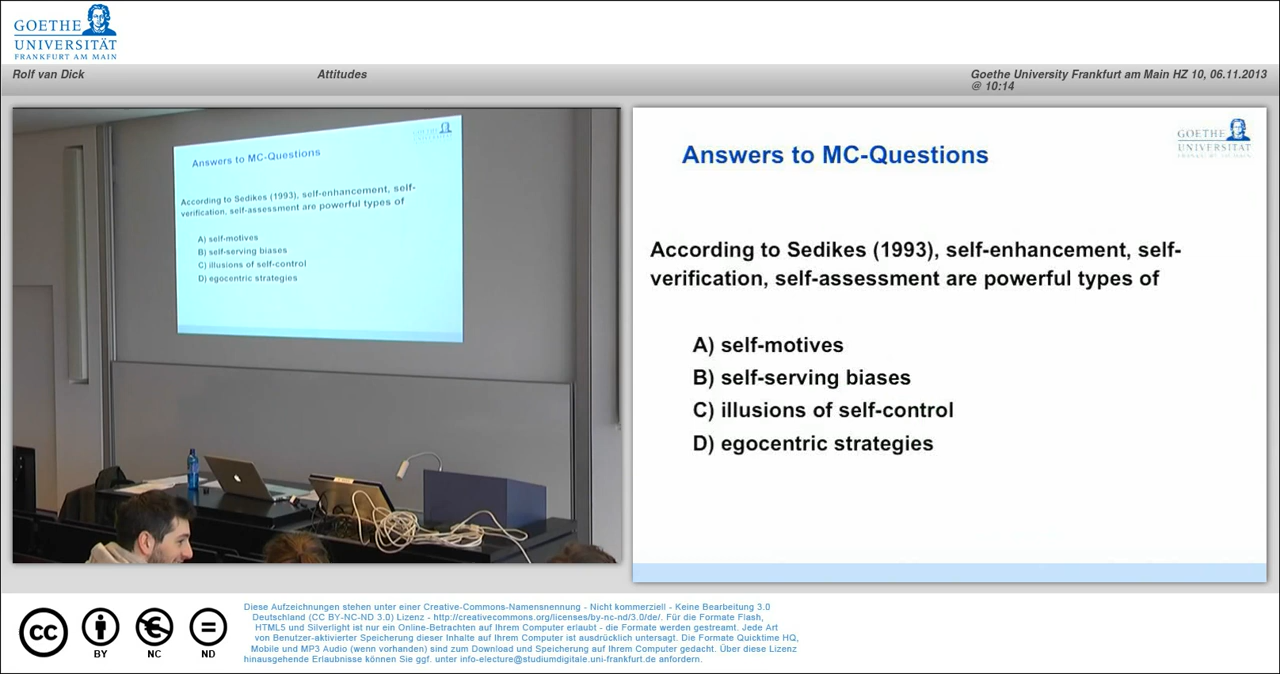 GOETHE
UNIVERSITÄT
FRANKFURT AM MAIN
Rolf van Dick
Attitudes
Goethe University Frankfurt am Main HZ 10, 06.11.2013
@ 10:14
GOETHE
UNIVERSITÄT
Answers to MC-Questions
According to Sedikes (1993), self-enhancement, self-
verification, self-assessment are powerful types of
A) self-motives
B) self-serving biases
C) illusions of self-control
D) egocentric strategies
GOETHE
UNIVERSITÄT
FRANKFURT AM MAIN
Answers to MC-Questions
According to Sedikes (1993), self-enhancement, self-
verification, self-assessment are powerful types of
A) self-motives
B) self-serving biases
C) illusions of self-control
D) egocentric strategies
cc
BY
NC
ND
Diese Aufzeichnungen stehen unter einer Creative-Commons-Namensnennung - Nicht kommerziell - Keine Bearbeitung 3.0
Deutschland (CC BY-NC-ND 3.0) Lizenz - http://creativecommons.org/licenses/by-nc-nd/3.0/de/. Für die Formate Flash,
HTML5 und Silverlight ist nur ein Online-Betrachten auf Ihrem Computer erlaubt - die Formate werden gestreamt. Jede Art
von Benutzer-aktivierter Speicherung dieser Inhalte auf Ihrem Computer ist ausdrücklich untersagt. Die Formate Quicktime HQ,
Mobile und MP3 Audio (wenn vorhanden) sind zum Download und Speicherung auf Ihrem Computer gedacht. Über diese Lizenz
hinausgehende Erlaubnisse können Sie ggf. unter info-electure@studiumdigitale.uni-frankfurt.de anfordern.